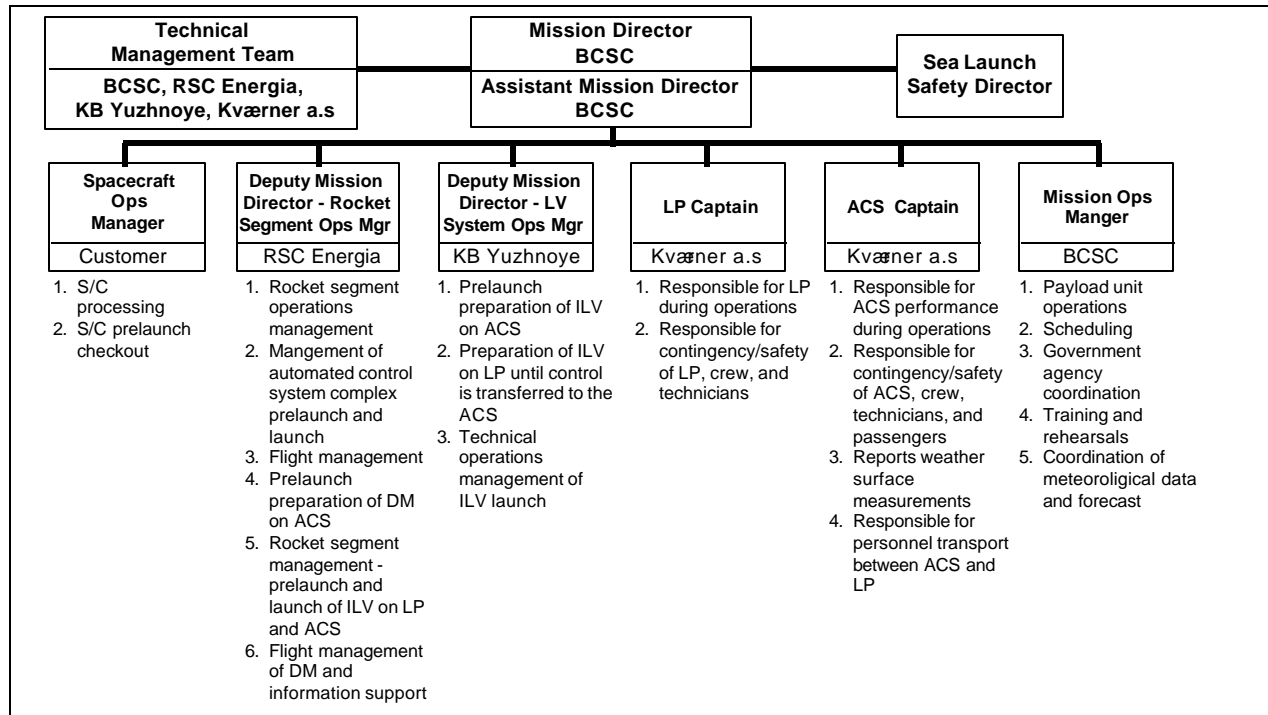 Technical
Management Team
BCSC, RSC Energia,
KB Yuzhnoye, Kværner a.s
Mission Director
BCSC
Assistant Mission Director
BCSC
Sea Launch
Safety Director
Spacecraft
Ops
Manager
Customer
1. S/C
processing
2. S/C prelaunch
checkout
Deputy Mission
Director - Rocket
Segment Ops Mgr
RSC Energia
1. Rocket segment
operations
management
2. Mangement of
automated control
system complex
prelaunch and
launch
3. Flight management
4. Prelaunch
preparation of DM
on ACS
5. Rocket segment
management -
prelaunch and
launch of ILV on LP
and ACS
6. Flight management
of DM and
information support
Deputy Mission
Director - LV
System Ops Mgr
KB Yuzhnoye
1. Prelaunch
preparation of ILV
on ACS
2. Preparation of ILV
on LP until control
is transferred to the
ACS
3. Technical
operations
management of
ILV launch
LP Captain
Kværner a.s
1. Responsible for LP
during operations
2. Responsible for
contingency/safety
of LP, crew, and
technicians
ACS Captain
Kværner a.s
1. Responsible for
ACS performance
during operations
2. Responsible for
contingency/safety
of ACS, crew,
technicians, and
passengers
3. Reports weather
surface
measurements
4. Responsible for
personnel transport
between ACS and
LP
Mission Ops
Manger
BCSC
1. Payload unit
operations
2. Scheduling
3. Government
agency
coordination
4. Training and
rehearsals
5. Coordination of
meteoroligical data
and forecast